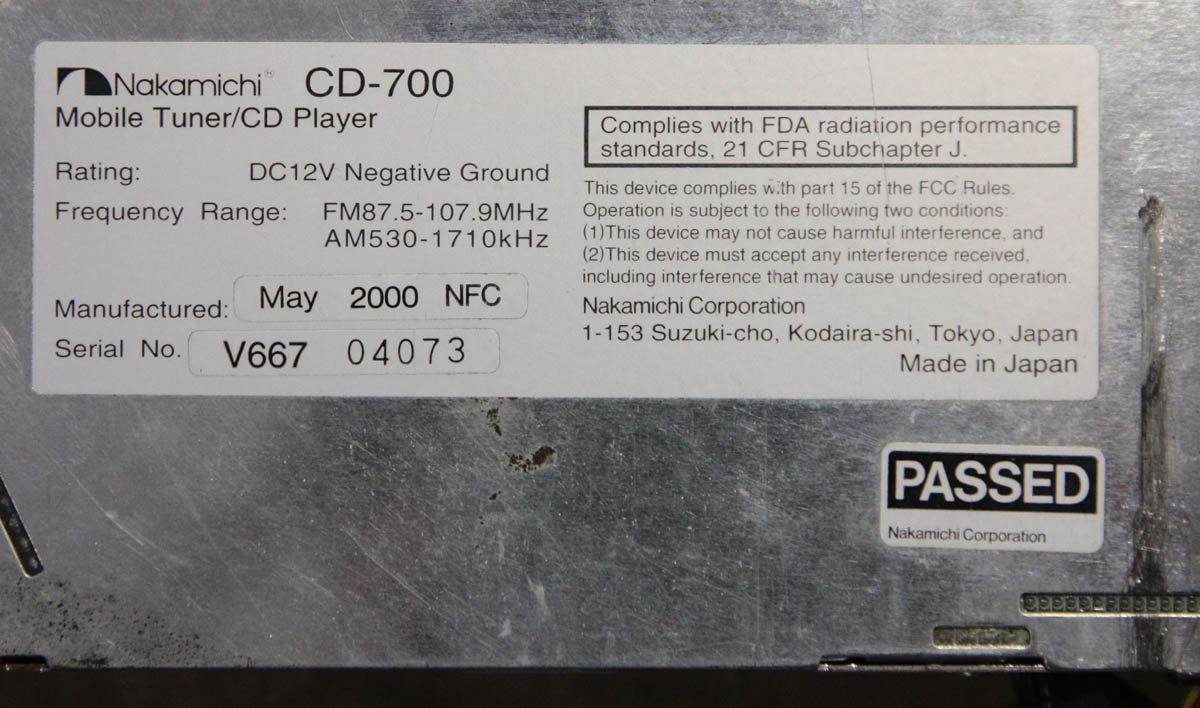 Nakamichi® CD-700
Mobile Tuner/CD Player
Rating: DC12V Negative Ground
Frequency Range: FM87.5-107.9MHz
AM530-1710kHz
Manufactured: May 2000 NFC
Serial No. V667 04073
Complies with FDA radiation performance
standards, 21 CFR Subchapter J.
This device complies with part 15 of the FCC Rules.
Operation is subject to the following two conditions:
(1)This device may not cause harmful interference, and
(2)This device must accept any interference received,
including interference that may cause undesired operation.
Nakamichi Corporation
1-153 Suzuki-cho, Kodaira-shi, Tokyo, Japan
Made in Japan
PASSED
Nakamichi Corporation